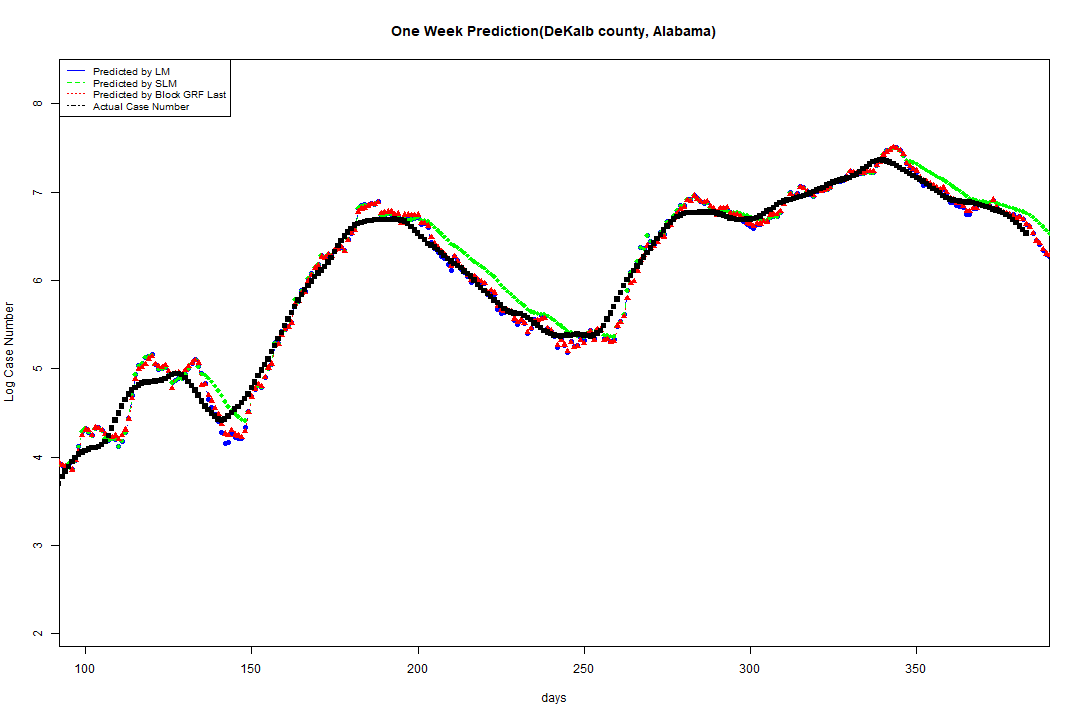 One Week Prediction(DeKalb county, Alabama)
Predicted by LM
Predicted by SLM
Predicted by Block GRF Last
Actual Case Number
8
7
6
5
4
3
2
Log Case Number
100 150 200 250 300 350
days